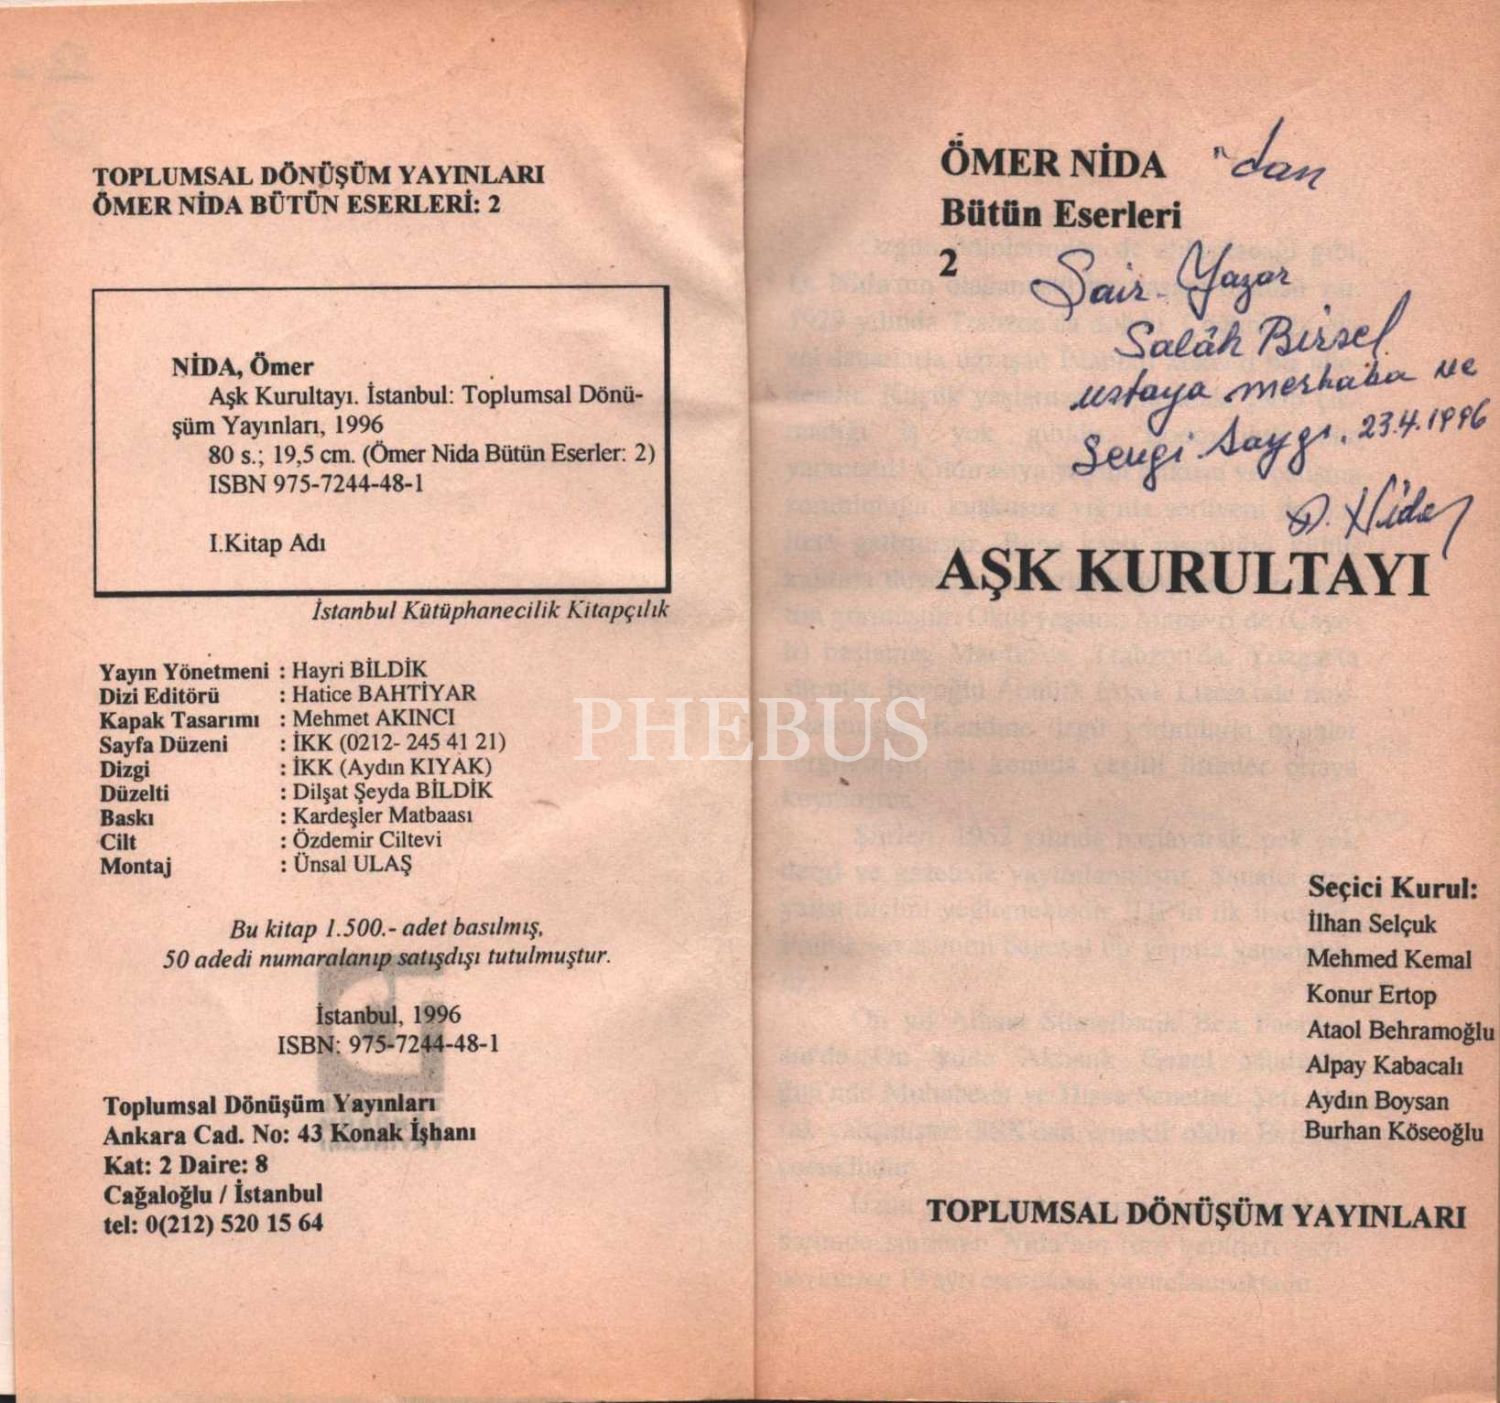 TOPLUMSAL DÖNÜŞÜM YAYINLARI
ÖMER NİDA BÜTÜN ESERLERİ: 2
NİDA, Ömer
Aşk Kurultayı. İstanbul: Toplumsal Dönü-
şüm Yayınları, 1996
80 s.; 19,5 cm. (Ömer Nida Bütün Eserler: 2)
ISBN 975-7244-48-1
I.Kitap Adı
İstanbul Kütüphanecilik Kitapçılık
Yayın Yönetmeni : Hayri BİLDİK
Dizi Editörü : Hatice BAHTİYAR
Kapak Tasarımı : Mehmet AKINCI
Sayfa Düzeni : İKK (0212- 245 41 21)
Dizgi : İKK (Aydın KIYAK)
Düzelti : Dilşat Şeyda BİLDİK
Baskı : Kardeşler Matbaası
Cilt : Özdemir Ciltevi
Montaj : Ünsal ULAŞ
Bu kitap 1.500.- adet basılmış,
50 adedi numaralanıp satışdışı tutulmuştur.
İstanbul, 1996
ISBN: 975-7244-48-1
Toplumsal Dönüşüm Yayınları
Ankara Cad. No: 43 Konak İşhanı
Kat: 2 Daire: 8
Cağaloğlu / İstanbul
tel: 0(212) 520 15 64
PHEBUS
ÖMER NİDA "dan
Bütün Eserleri
2
Şair-Yazar
Salâh Birsel
ustaya merhaba ve
Sevgi saygı. 23.4.1996
Ö. Nida
AŞK KURULTAYI
Seçici Kurul:
İlhan Selçuk
Mehmed Kemal
Konur Ertop
Ataol Behramoğlu
Alpay Kabacalı
Aydın Boysan
Burhan Köseoğlu
TOPLUMSAL DÖNÜŞÜM YAYINLARI